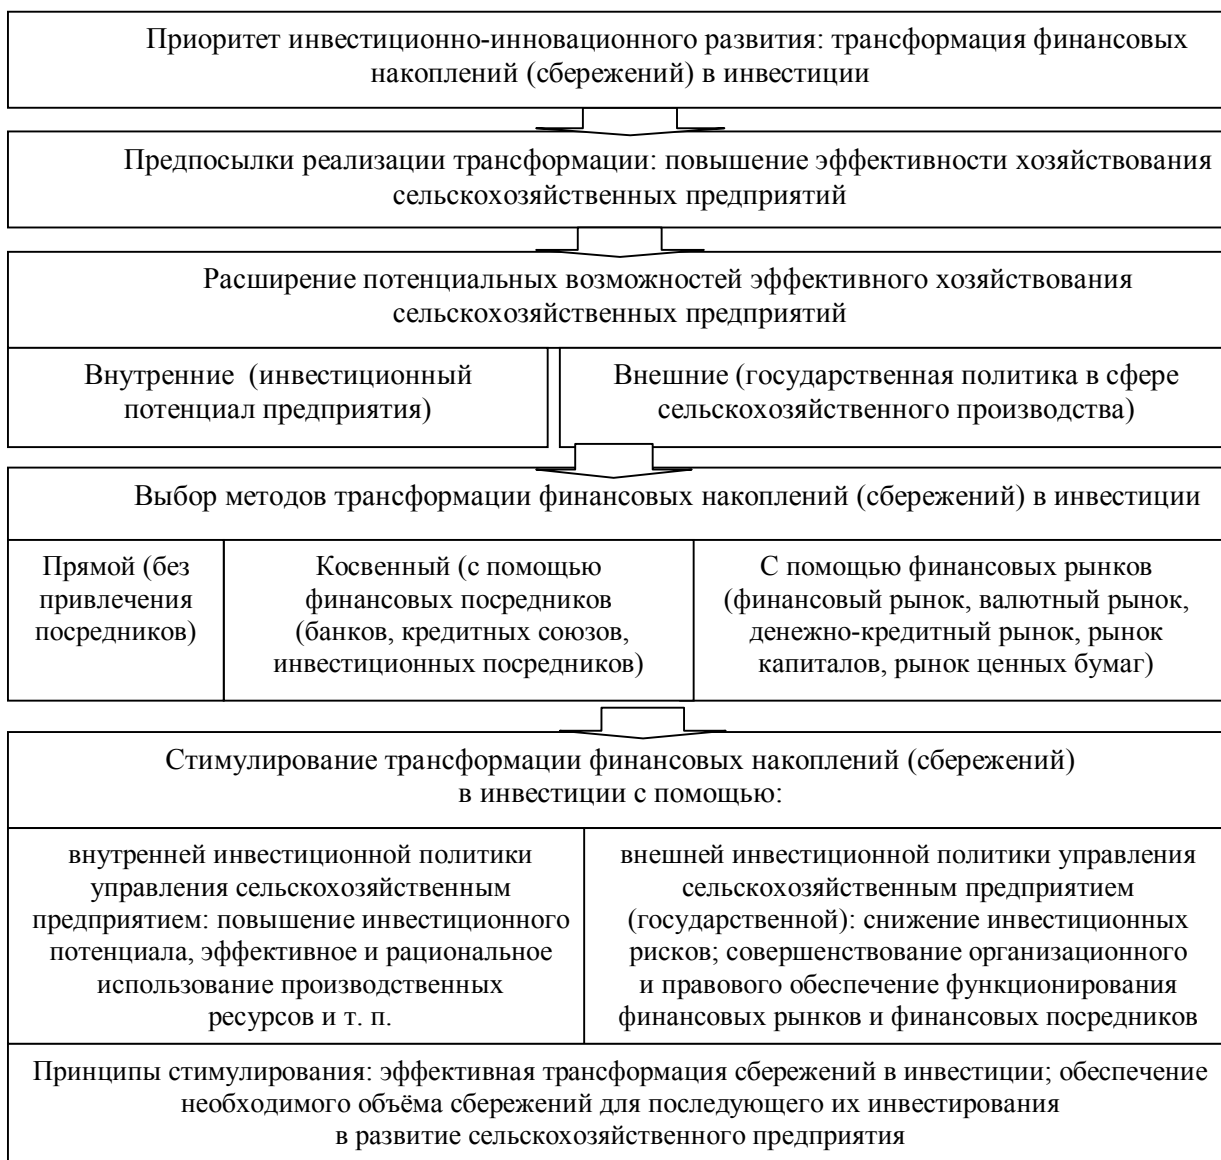 Приоритет инвестиционно-инновационного развития: трансформация финансовых
накоплений (сбережений) в инвестиции
Предпосылки реализации трансформации: повышение эффективности хозяйствования
сельскохозяйственных предприятий
Расширение потенциальных возможностей эффективного хозяйствования
сельскохозяйственных предприятий
Внутренние (инвестиционный
потенциал предприятия)
Внешние (государственная политика в сфере
сельскохозяйственного производства)
Выбор методов трансформации финансовых накоплений (сбережений) в инвестиции
Прямой (без
привлечения
посредников)
Косвенный (с помощью
финансовых посредников
(банков, кредитных союзов,
инвестиционных посредников)
С помощью финансовых рынков
(финансовый рынок, валютный рынок,
денежно-кредитный рынок, рынок
капиталов, рынок ценных бумаг)
Стимулирование трансформации финансовых накоплений (сбережений)
в инвестиции с помощью:
внутренней инвестиционной политики
управления сельскохозяйственным
предприятием: повышение инвестиционного
потенциала, эффективное и рациональное
использование производственных
ресурсов и т. п.
внешней инвестиционной политики управления
сельскохозяйственным предприятием
(государственной): снижение инвестиционных
рисков; совершенствование организационного
и правового обеспечение функционирования
финансовых рынков и финансовых посредников
Принципы стимулирования: эффективная трансформация сбережений в инвестиции; обеспечение
необходимого объёма сбережений для последующего их инвестирования
в развитие сельскохозяйственного предприятия